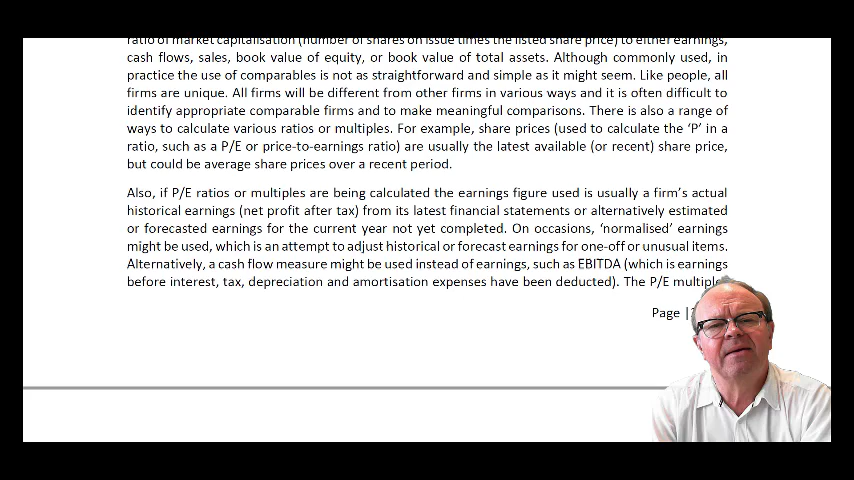 ratio of market capitalisation (number of shares on issue times the listed share price) to either earnings,
cash flows, sales, book value of equity, or book value of total assets. Although commonly used, in
practice the use of comparables is not as straightforward and simple as it might seem. Like people, all
firms are unique. All firms will be different from other firms in various ways and it is often difficult to
identify appropriate comparable firms and to make meaningful comparisons. There is also a range of
ways to calculate various ratios or multiples. For example, share prices (used to calculate the ‘P’ in a
ratio, such as a P/E or price-to-earnings ratio) are usually the latest available (or recent) share price,
but could be average share prices over a recent period.
Also, if P/E ratios or multiples are being calculated the earnings figure used is usually a firm’s actual
historical earnings (net profit after tax) from its latest financial statements or alternatively estimated
or forecasted earnings for the current year not yet completed. On occasions, ‘normalised’ earnings
might be used, which is an attempt to adjust historical or forecast earnings for one-off or unusual items.
Alternatively, a cash flow measure might be used instead of earnings, such as EBITDA (which is earnings
before interest, tax, depreciation and amortisation expenses have been deducted). The P/E
Page |